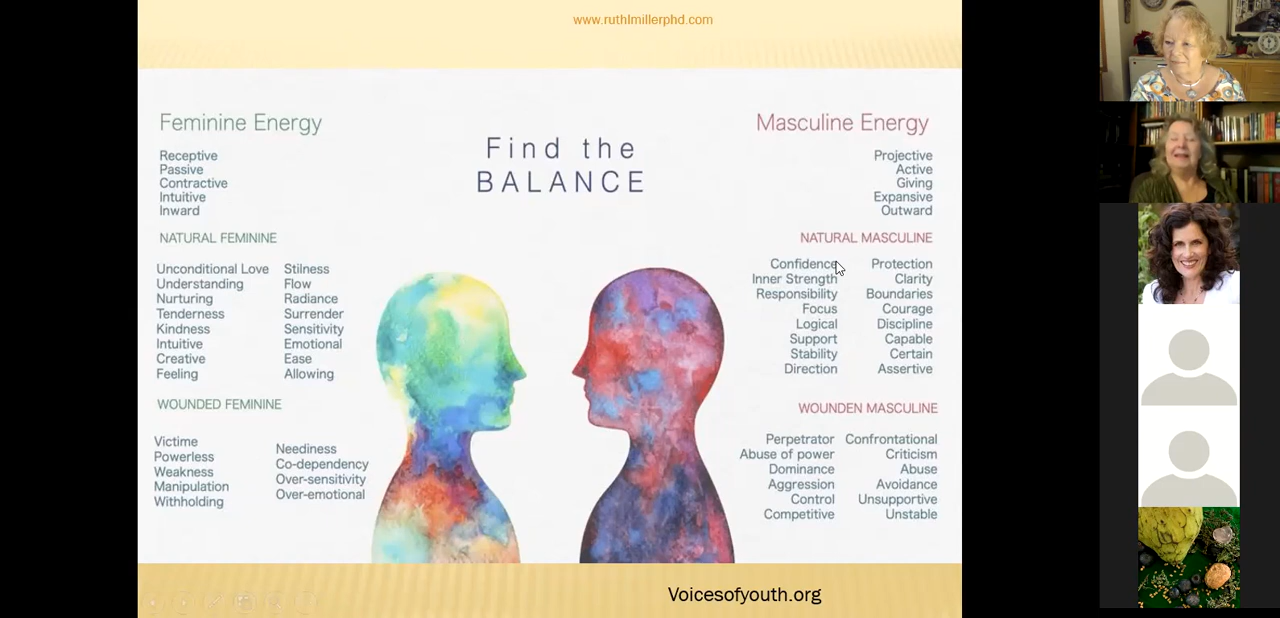 www.ruthlmillerphd.com
Feminine Energy
Receptive
Passive
Contractive
Intuitive
Inward
NATURAL FEMININE
Unconditional Love
Understanding
Nurturing
Tenderness
Kindness
Intuitive
Creative
Feeling
Stilness
Flow
Radiance
Surrender
Sensitivity
Emotional
Ease
Allowing
WOUNDED FEMININE
Victime
Powerless
Weakness
Manipulation
Withholding
Neediness
Co-dependency
Over-sensitivity
Over-emotional
Find the
BALANCE
Masculine Energy
Projective
Active
Giving
Expansive
Outward
NATURAL MASCULINE
Confidence
Inner Strength
Responsibility
Focus
Logical
Support
Stability
Direction
Protection
Clarity
Boundaries
Courage
Discipline
Capable
Certain
Assertive
WOUNDEN MASCULINE
Perpetrator
Abuse of power
Dominance
Aggression
Control
Competitive
Confrontational
Criticism
Abuse
Avoidance
Unsupportive
Unstable
Voicesofyouth.org